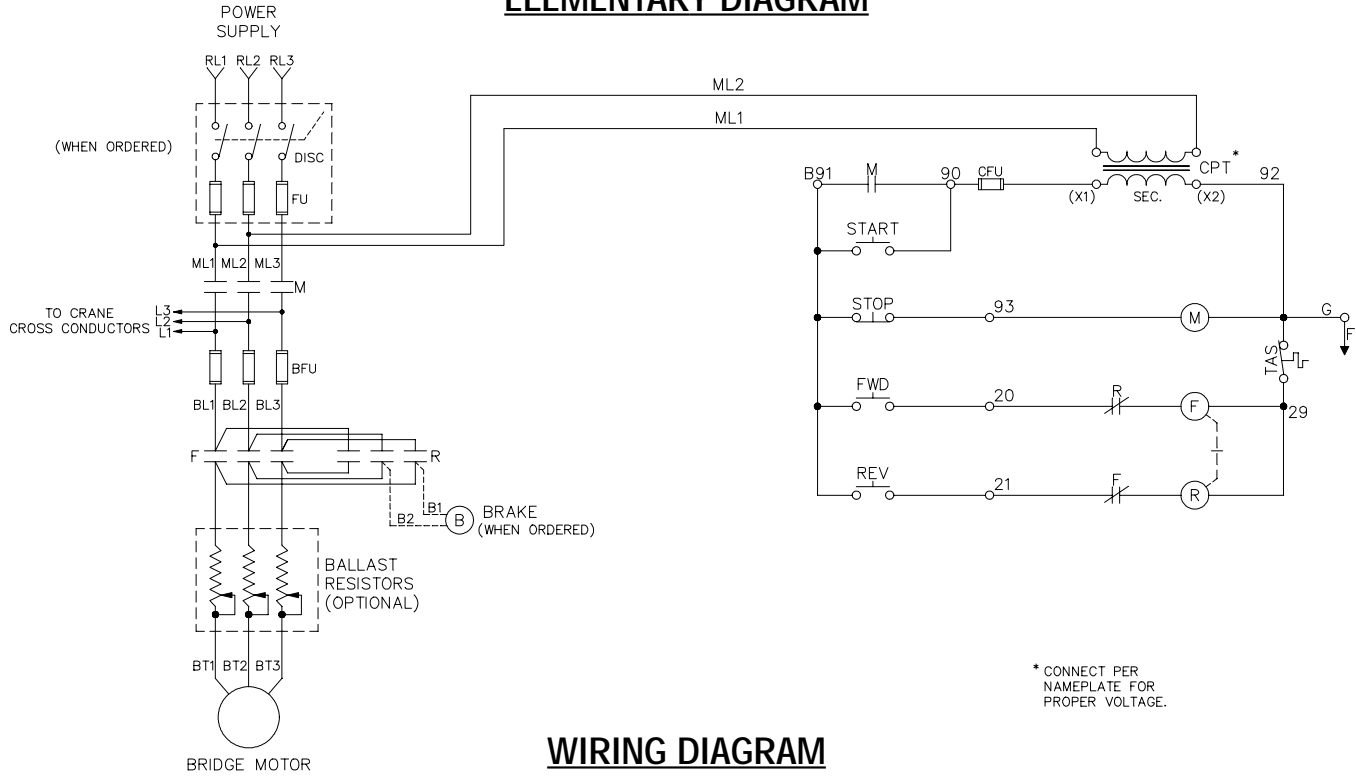 ELEMENTARY DIAGRAM
POWER
SUPPLY
RL1 RL2 RL3
(WHEN ORDERED)
DISC
FU
ML2
ML1
ML1 ML2 ML3
M
TO CRANE
CROSS CONDUCTORS
L3
L2
L1
BFU
BL1 BL2 BL3
F
R
B1
B2
B
BRAKE
(WHEN ORDERED)
BALLAST
RESISTORS
(OPTIONAL)
BT1 BT2 BT3
BRIDGE MOTOR
B91
M
90
CFU
(X1)
SEC.
(X2)
CPT *
92
START
STOP
93
M
G
F
TAS
FWD
20
R
F
29
REV
21
F
R
* CONNECT PER
NAMEPLATE FOR
PROPER VOLTAGE.
WIRING DIAGRAM